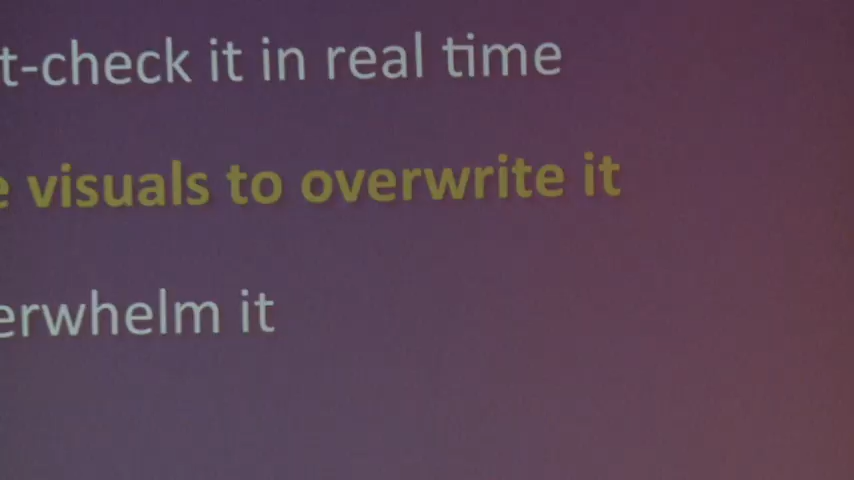 t-check it in real time
e visuals to overwrite it
erwhelm it